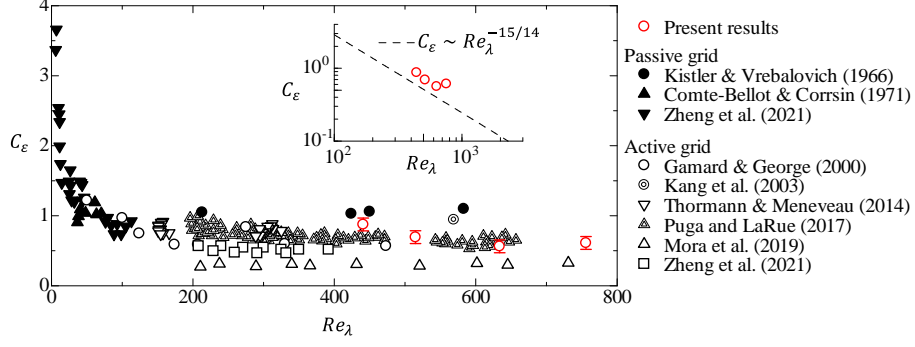 4
3
2
1
0
C_ε
0
200
400
600
800
Re_λ
C_ε ~ Re_λ^{-15/14}
10^0
10^{-1}
C_ε
10^2
10^3
Re_λ
Present results
Passive grid
Kistler & Vrebalovich (1966)
Comte-Bellot & Corrsin (1971)
Zheng et al. (2021)
Active grid
Gamard & George (2000)
Kang et al. (2003)
Thormann & Meneveau (2014)
Puga and LaRue (2017)
Mora et al. (2019)
Zheng et al. (2021)